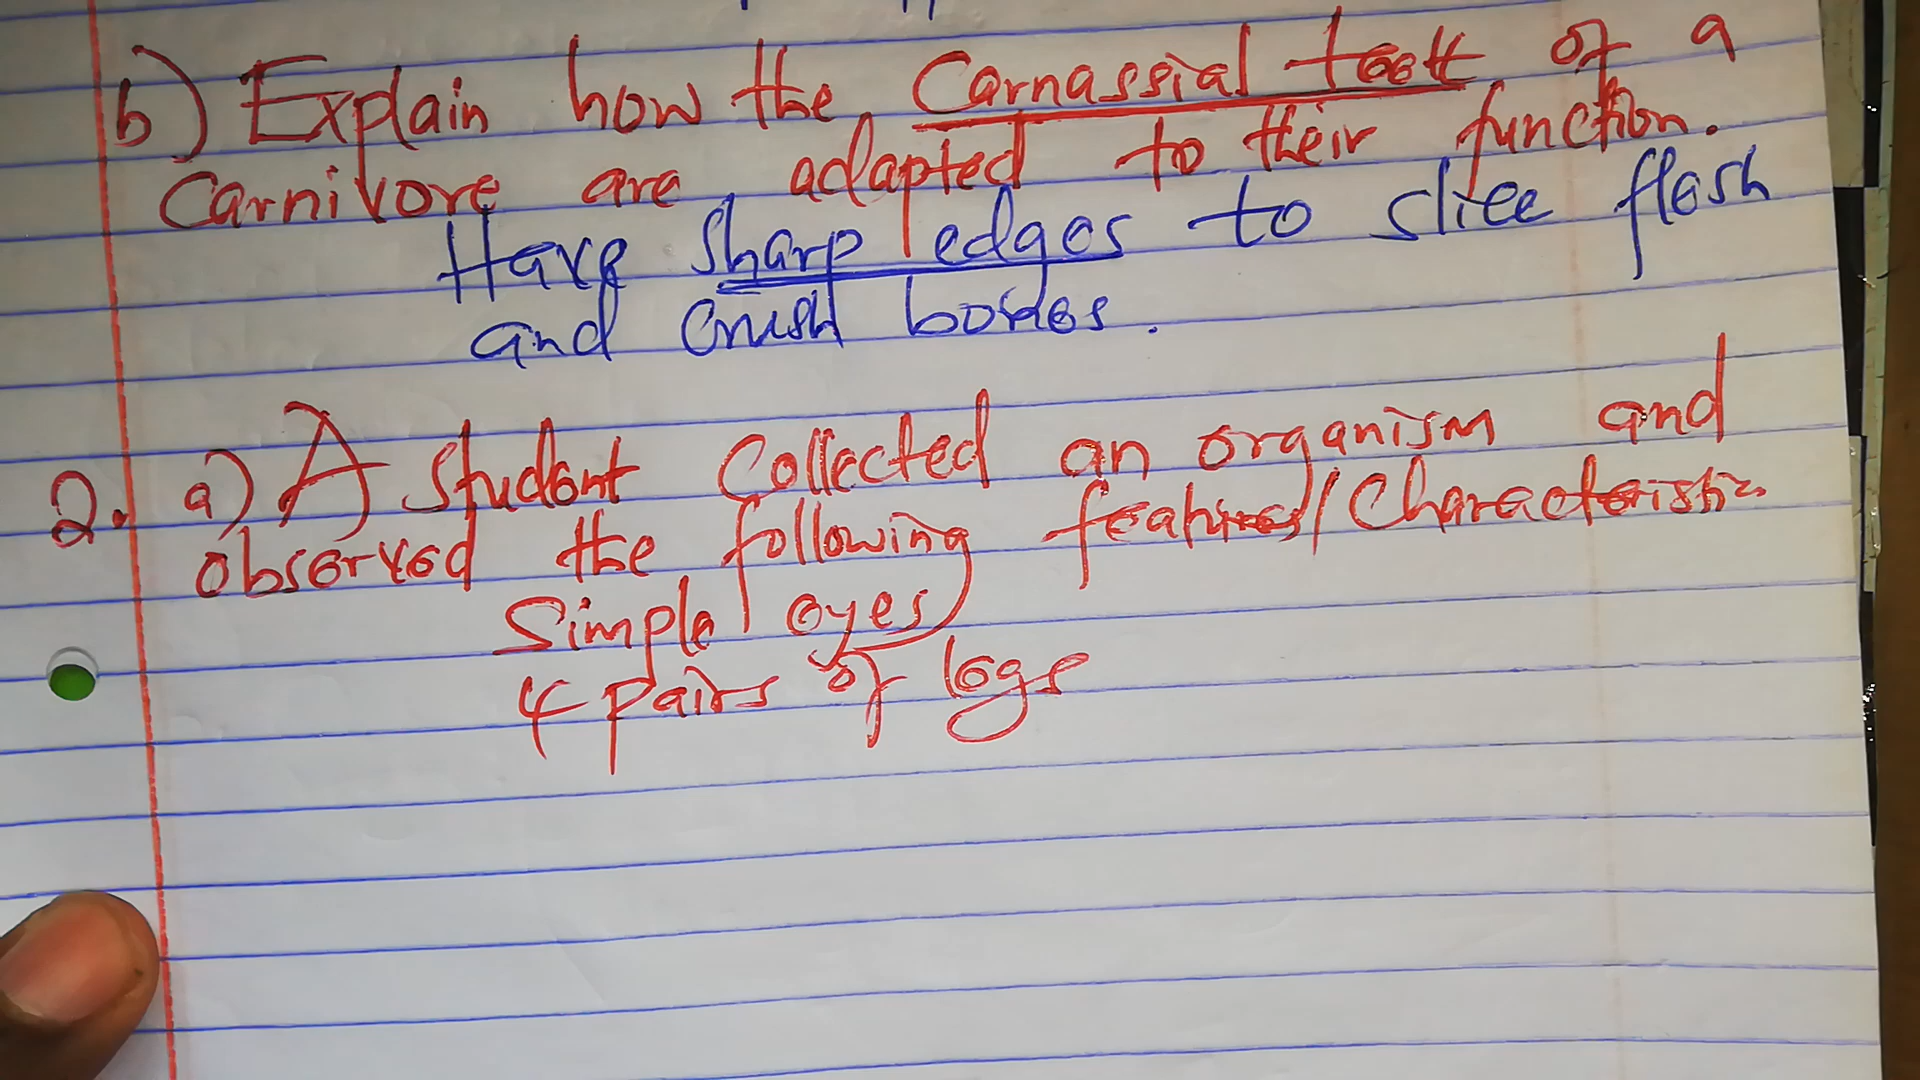 b) Explain how the Carnassial teeth of a
Carnivore are adapted to their function.
Have sharp edges to slice flesh
and crush bones.
2. a) A student collected an organism and
observed the following features/characteristics
Simple eyes
4 pairs of legs